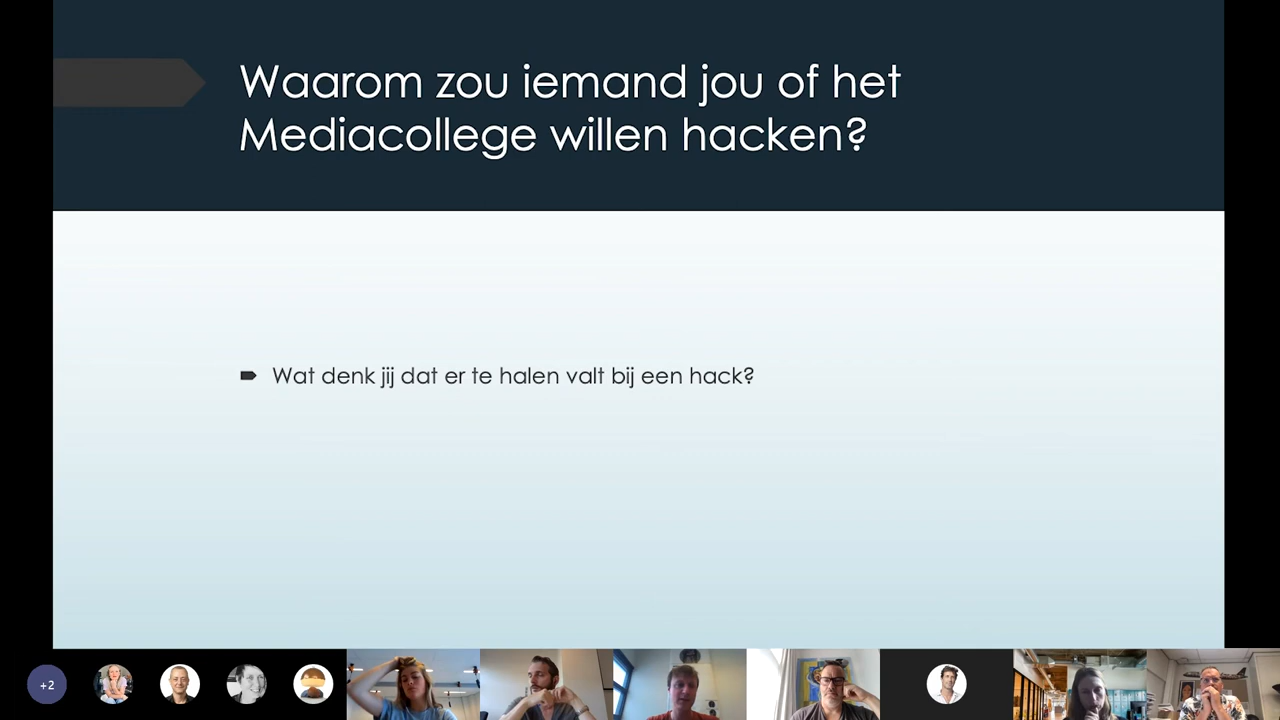 Waarom zou iemand jou of het
Mediacollege willen hacken?
Wat denk jij dat er te halen valt bij een hack?
+2